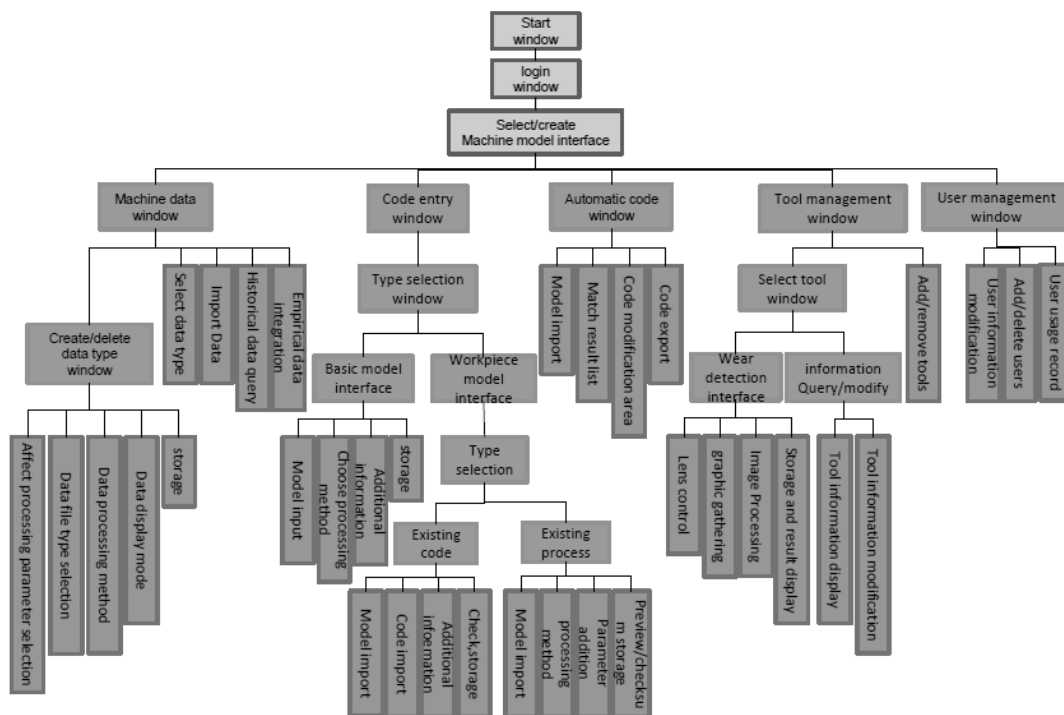 Start
window
login
window
Select/create
Machine model interface
Machine data
window
Code entry
window
Automatic code
window
Tool management
window
User management
window
Create/delete
data type
window
Select data type
Import Data
Historical data query
Empirical data
integration
Type selection
window
Model import
Match result list
Code modification area
Code export
Select tool
window
Add/remove tools
User information
modification
Add/delete users
User usage record
Basic model
interface
Workpiece
model interface
Wear
detection
interface
information
Query/modify
Affect processing parameter selection
Data file type selection
Data processing method
Data display mode
storage
Model input
Choose processing
method
Additional
information
storage
Type
selection
Lens control
graphic gathering
Image Processing
Storage and result display
Tool information display
Tool information modification
Existing
code
Existing
process
Model import
Code import
Additional
infoemation
Check,storage
Model import
processing
method
Parameter
addition
Preview/checksu
m storage